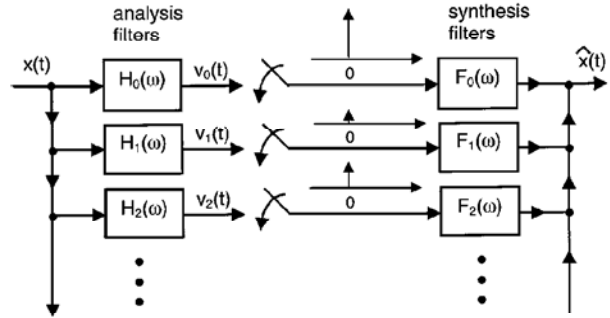 analysis filters
synthesis filters
x(t)
H₀(ω)
v₀(t)
0
F₀(ω)
x̂(t)
H₁(ω)
v₁(t)
0
F₁(ω)
H₂(ω)
v₂(t)
0
F₂(ω)